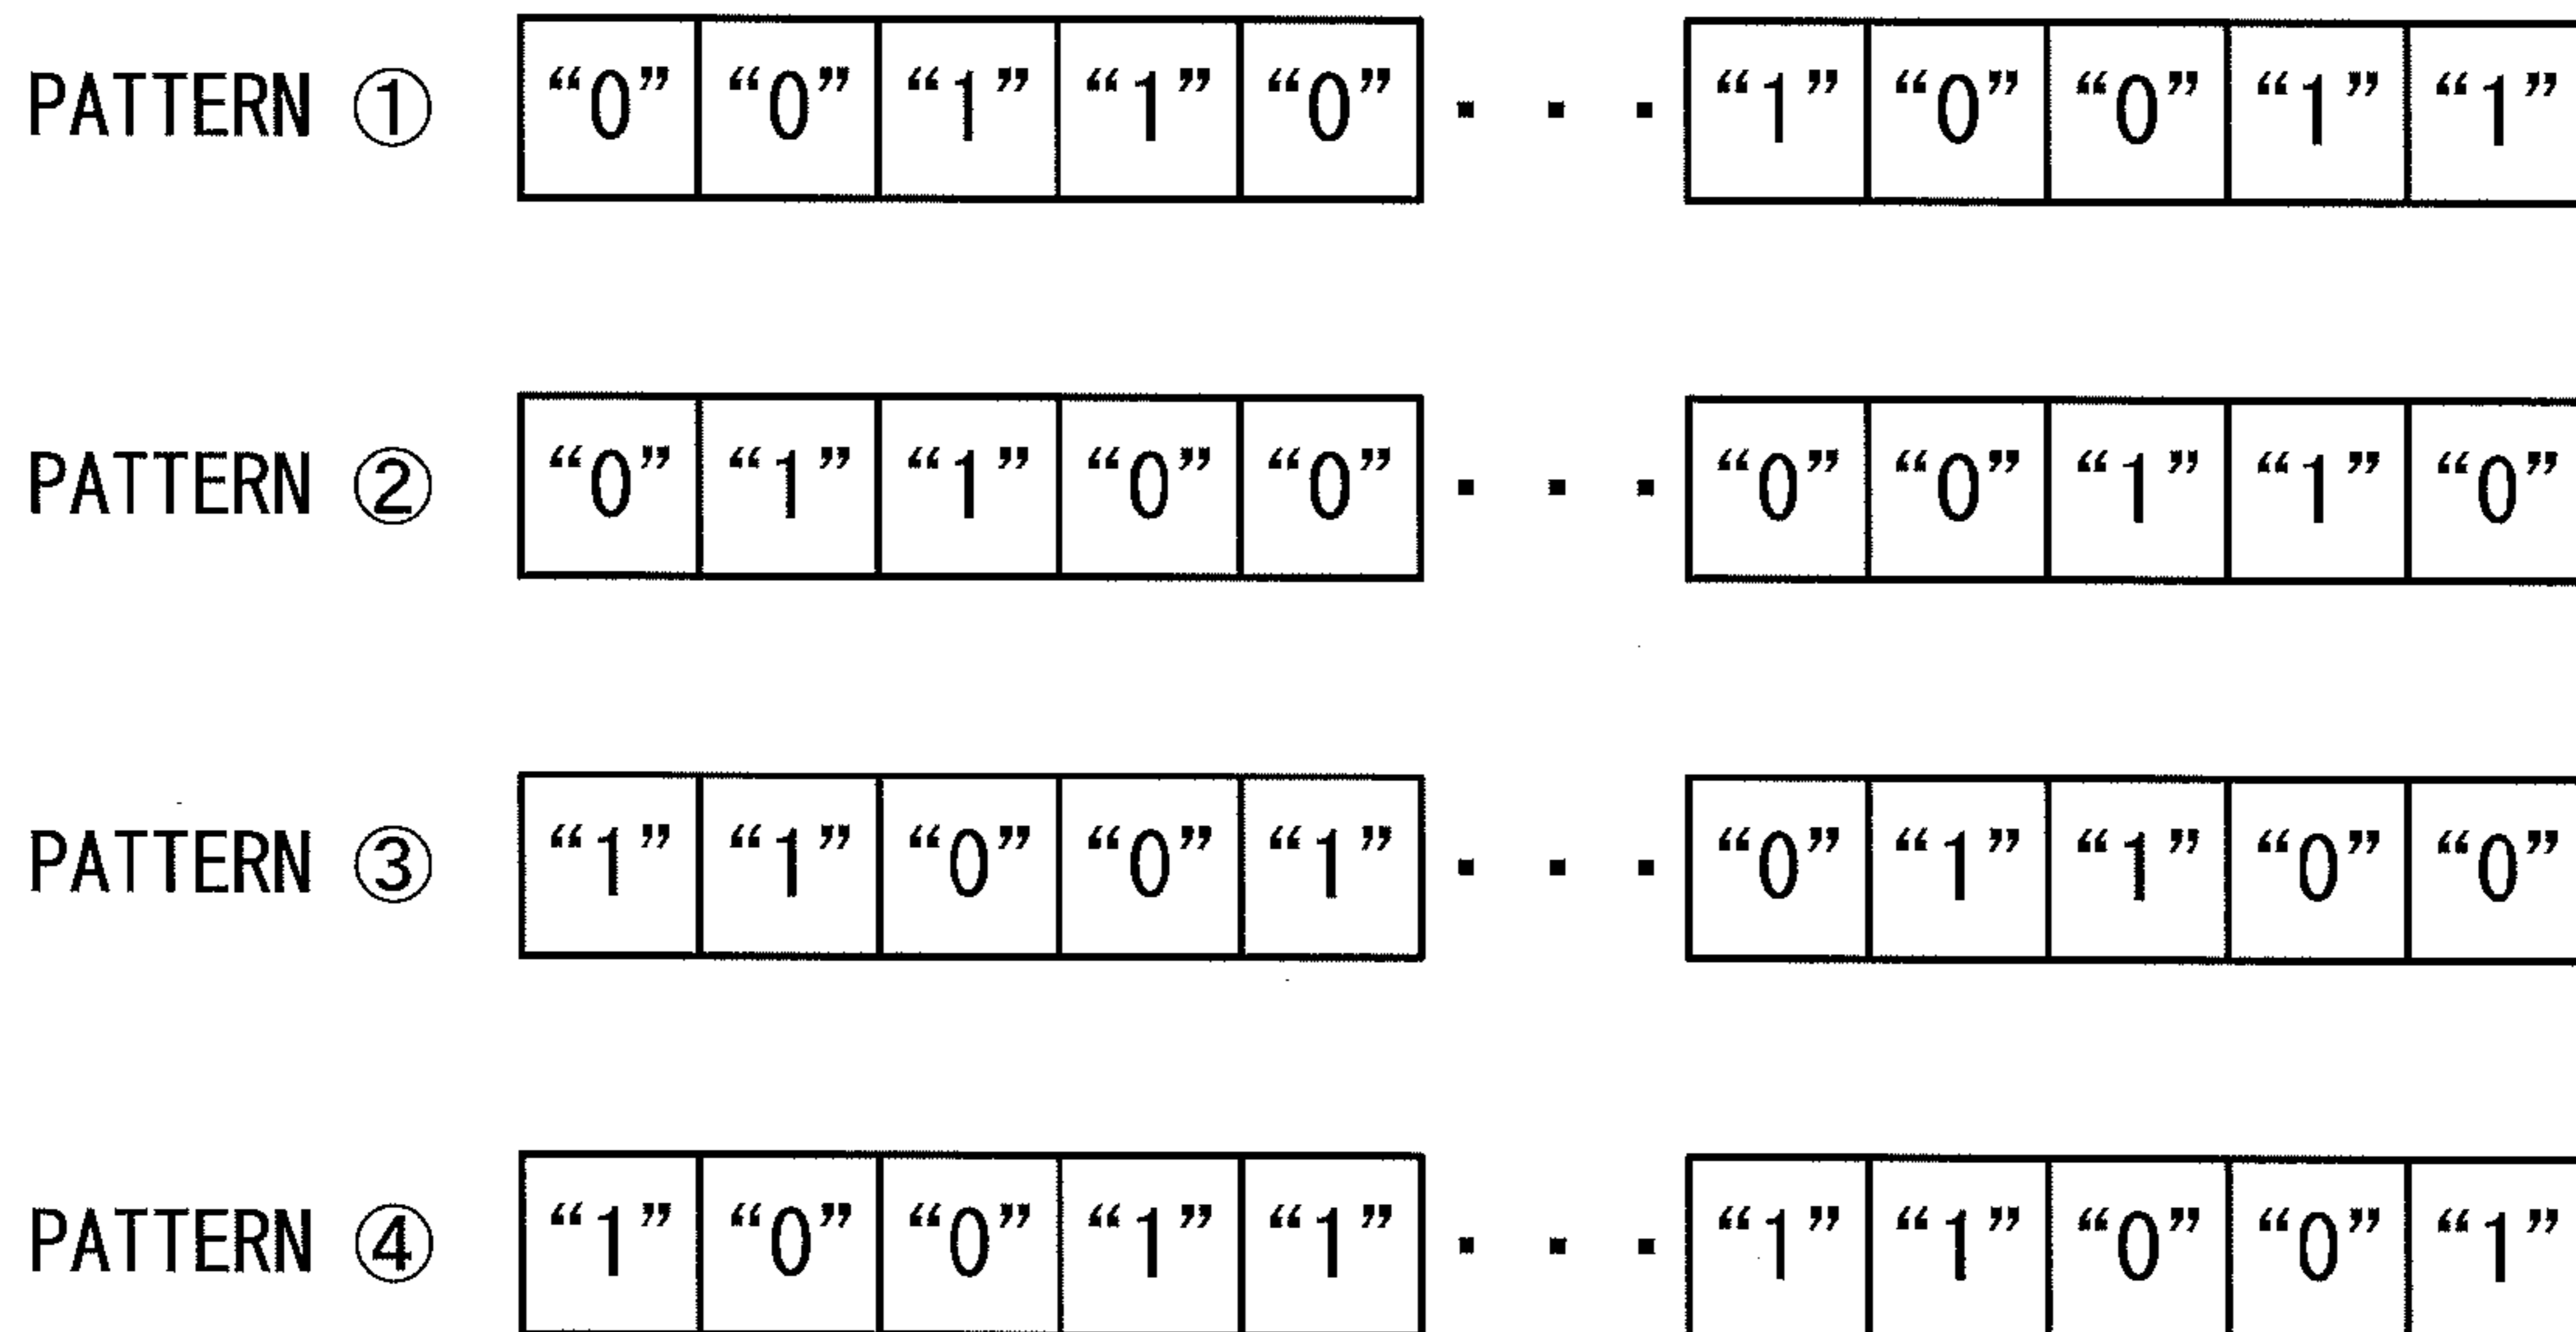 PATTERN ① “0” “0” “1” “1” “0” ・・・ “1” “0” “0” “1” “1”
PATTERN ② “0” “1” “1” “0” “0” ・・・ “0” “0” “1” “1” “0”
PATTERN ③ “1” “1” “0” “0” “1” ・・・ “0” “1” “1” “0” “0”
PATTERN ④ “1” “0” “0” “1” “1” ・・・ “1” “1” “0” “0” “1”